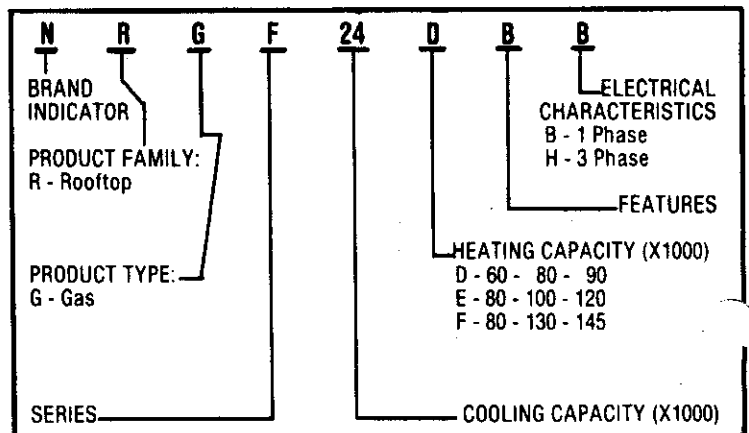 N R G F 24 D B B
BRAND
INDICATOR
ELECTRICAL
CHARACTERISTICS
B - 1 Phase
H - 3 Phase
PRODUCT FAMILY:
R - Rooftop
FEATURES
HEATING CAPACITY (X1000)
D - 60 - 80 - 90
E - 80 - 100 - 120
F - 80 - 130 - 145
PRODUCT TYPE:
G - Gas
SERIES
COOLING CAPACITY (X1000)